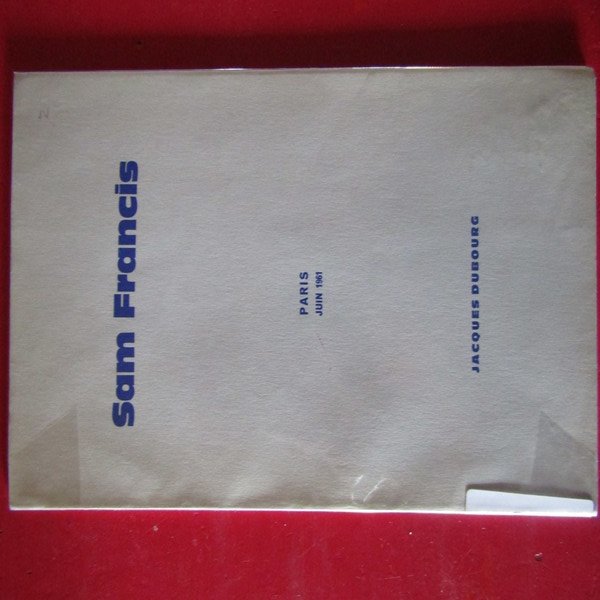 Sam Francis
PARIS
JUIN 1961
JACQUES DUBOURG